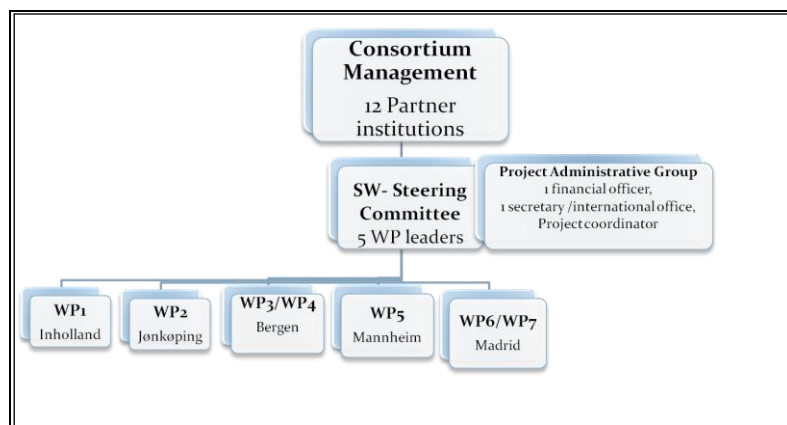 Consortium
Management
12 Partner
institutions
SW- Steering
Committee
5 WP leaders
Project Administrative Group
1 financial officer,
1 secretary /international office,
Project coordinator
WP1
Inholland
WP2
Jønkøping
WP3/WP4
Bergen
WP5
Mannheim
WP6/WP7
Madrid